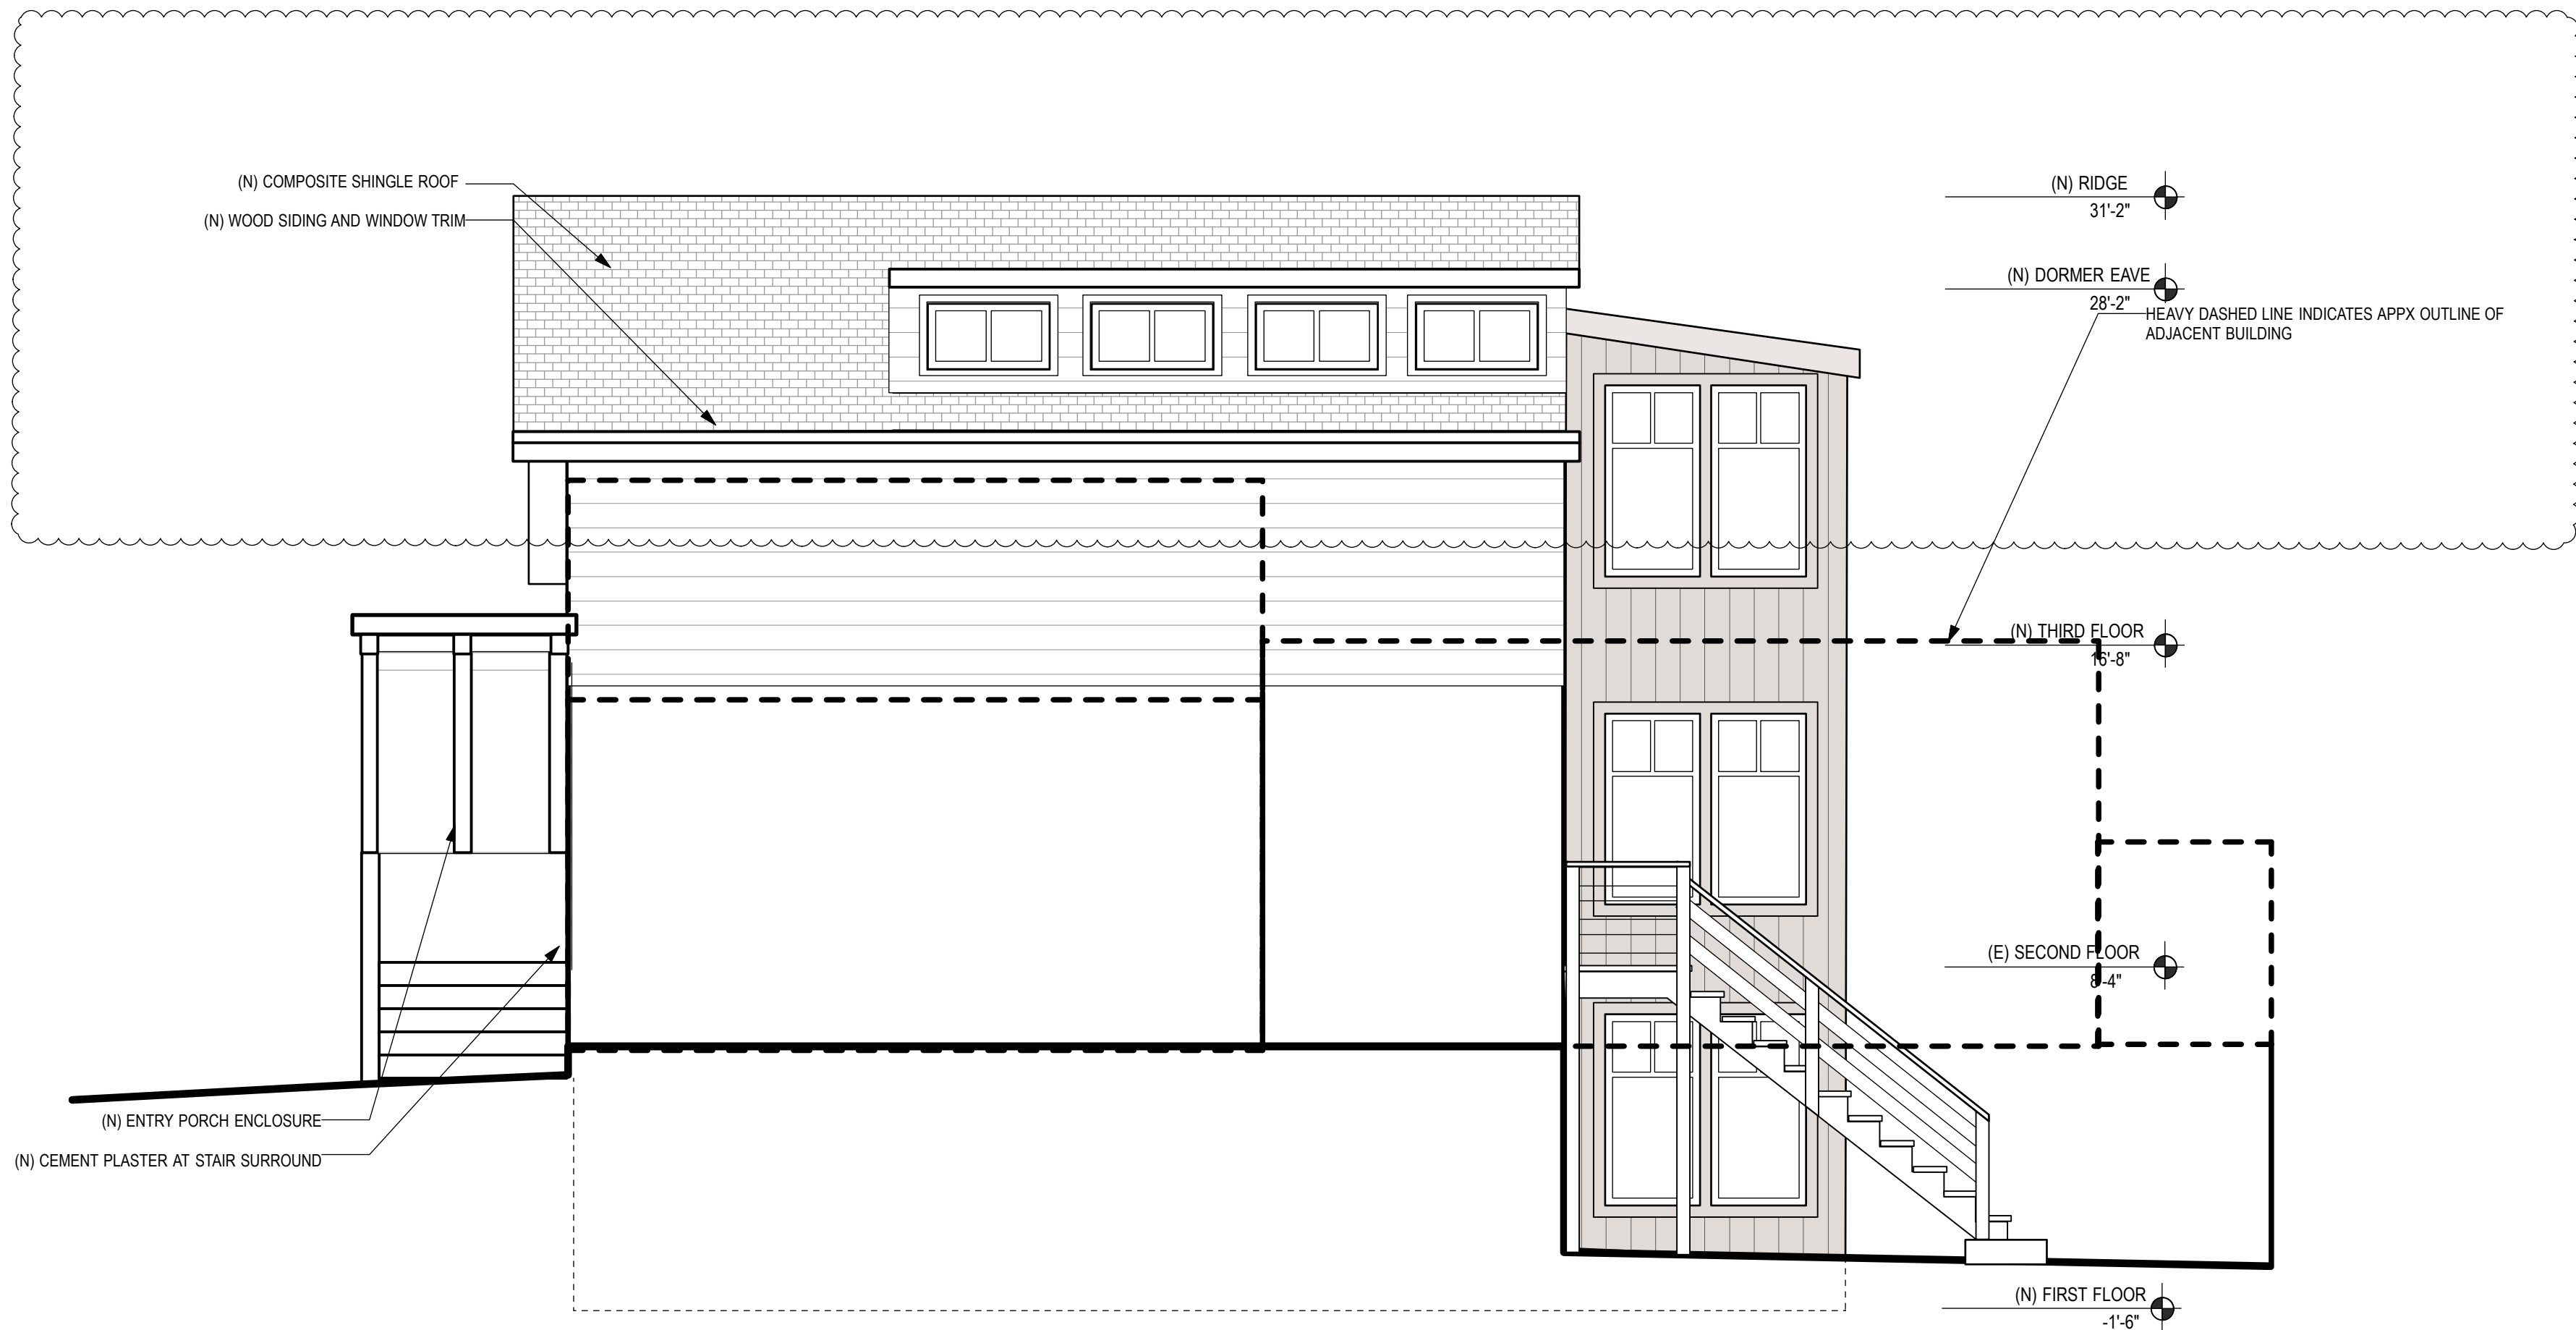 (N) COMPOSITE SHINGLE ROOF
(N) WOOD SIDING AND WINDOW TRIM
(N) RIDGE
31'-2"
(N) DORMER EAVE
28'-2"
HEAVY DASHED LINE INDICATES APPX OUTLINE OF
ADJACENT BUILDING
(N) THIRD FLOOR
16'-8"
(E) SECOND FLOOR
8'-4"
(N) ENTRY PORCH ENCLOSURE
(N) CEMENT PLASTER AT STAIR SURROUND
(N) FIRST FLOOR
-1'-6"